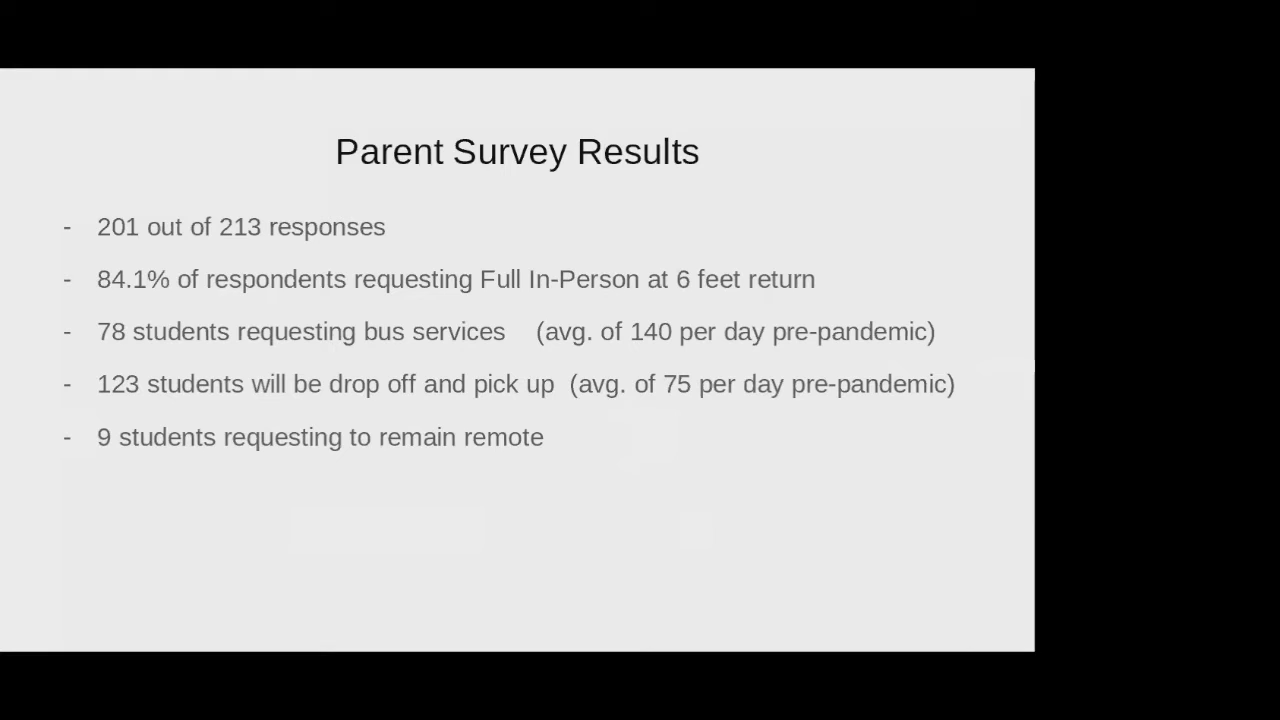 Parent Survey Results
- 201 out of 213 responses
- 84.1% of respondents requesting Full In-Person at 6 feet return
- 78 students requesting bus services (avg. of 140 per day pre-pandemic)
- 123 students will be drop off and pick up (avg. of 75 per day pre-pandemic)
- 9 students requesting to remain remote